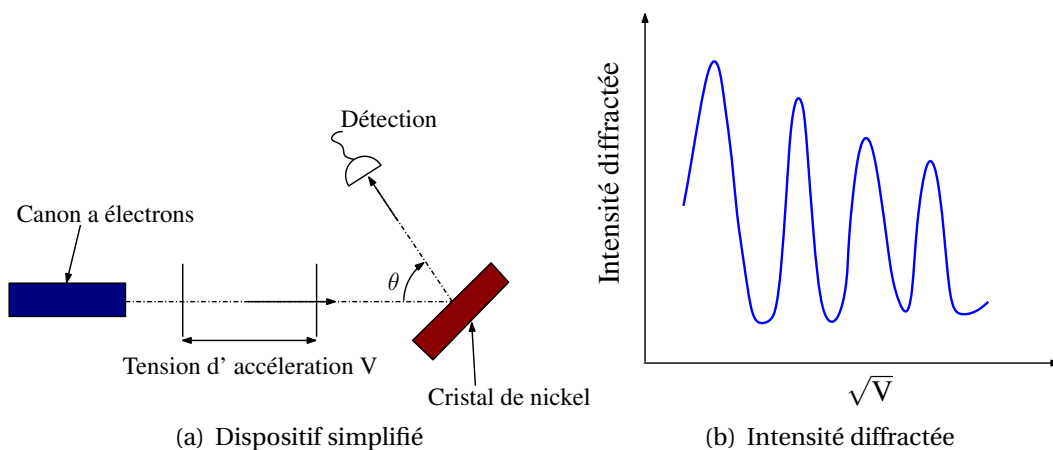 Détection
Canon a électrons
θ
Tension d' accéleration V
Cristal de nickel
(a) Dispositif simplifié
Intensité diffractée
√V
(b) Intensité diffractée